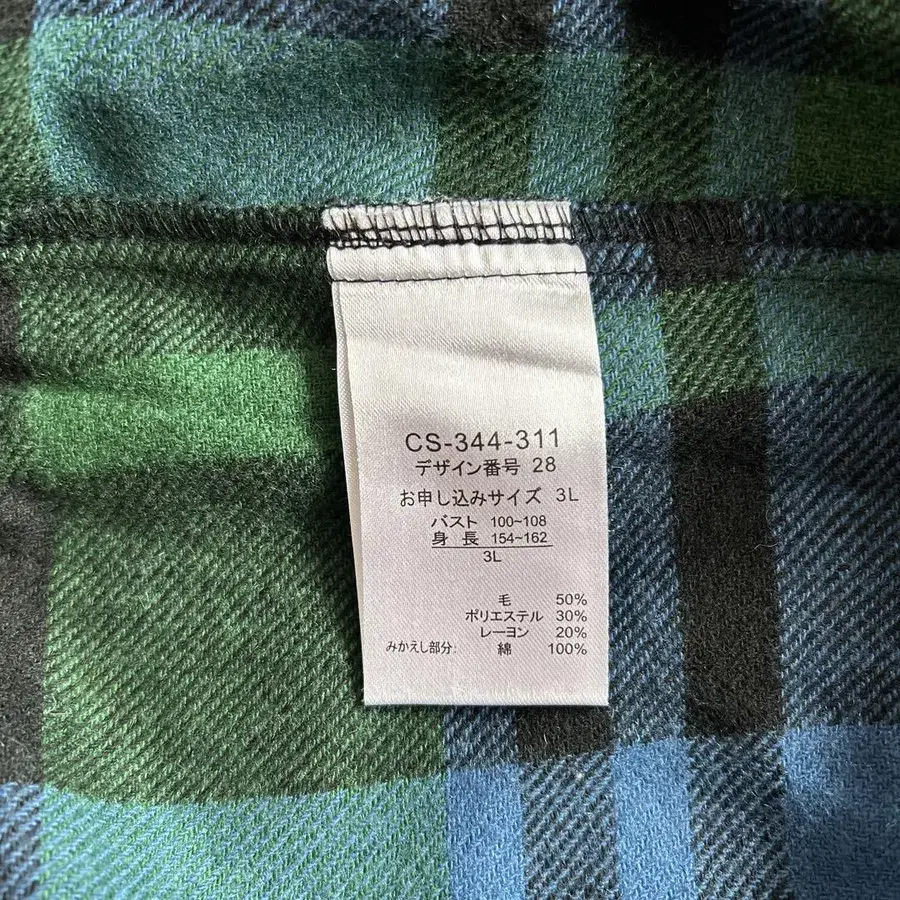 CS-344-311
デザイン番号 28
お申し込みサイズ 3L
バスト 100~108
身 長 154~162
3L
毛 50%
ポリエステル 30%
レーヨン 20%
みかえし部分: 綿 100%